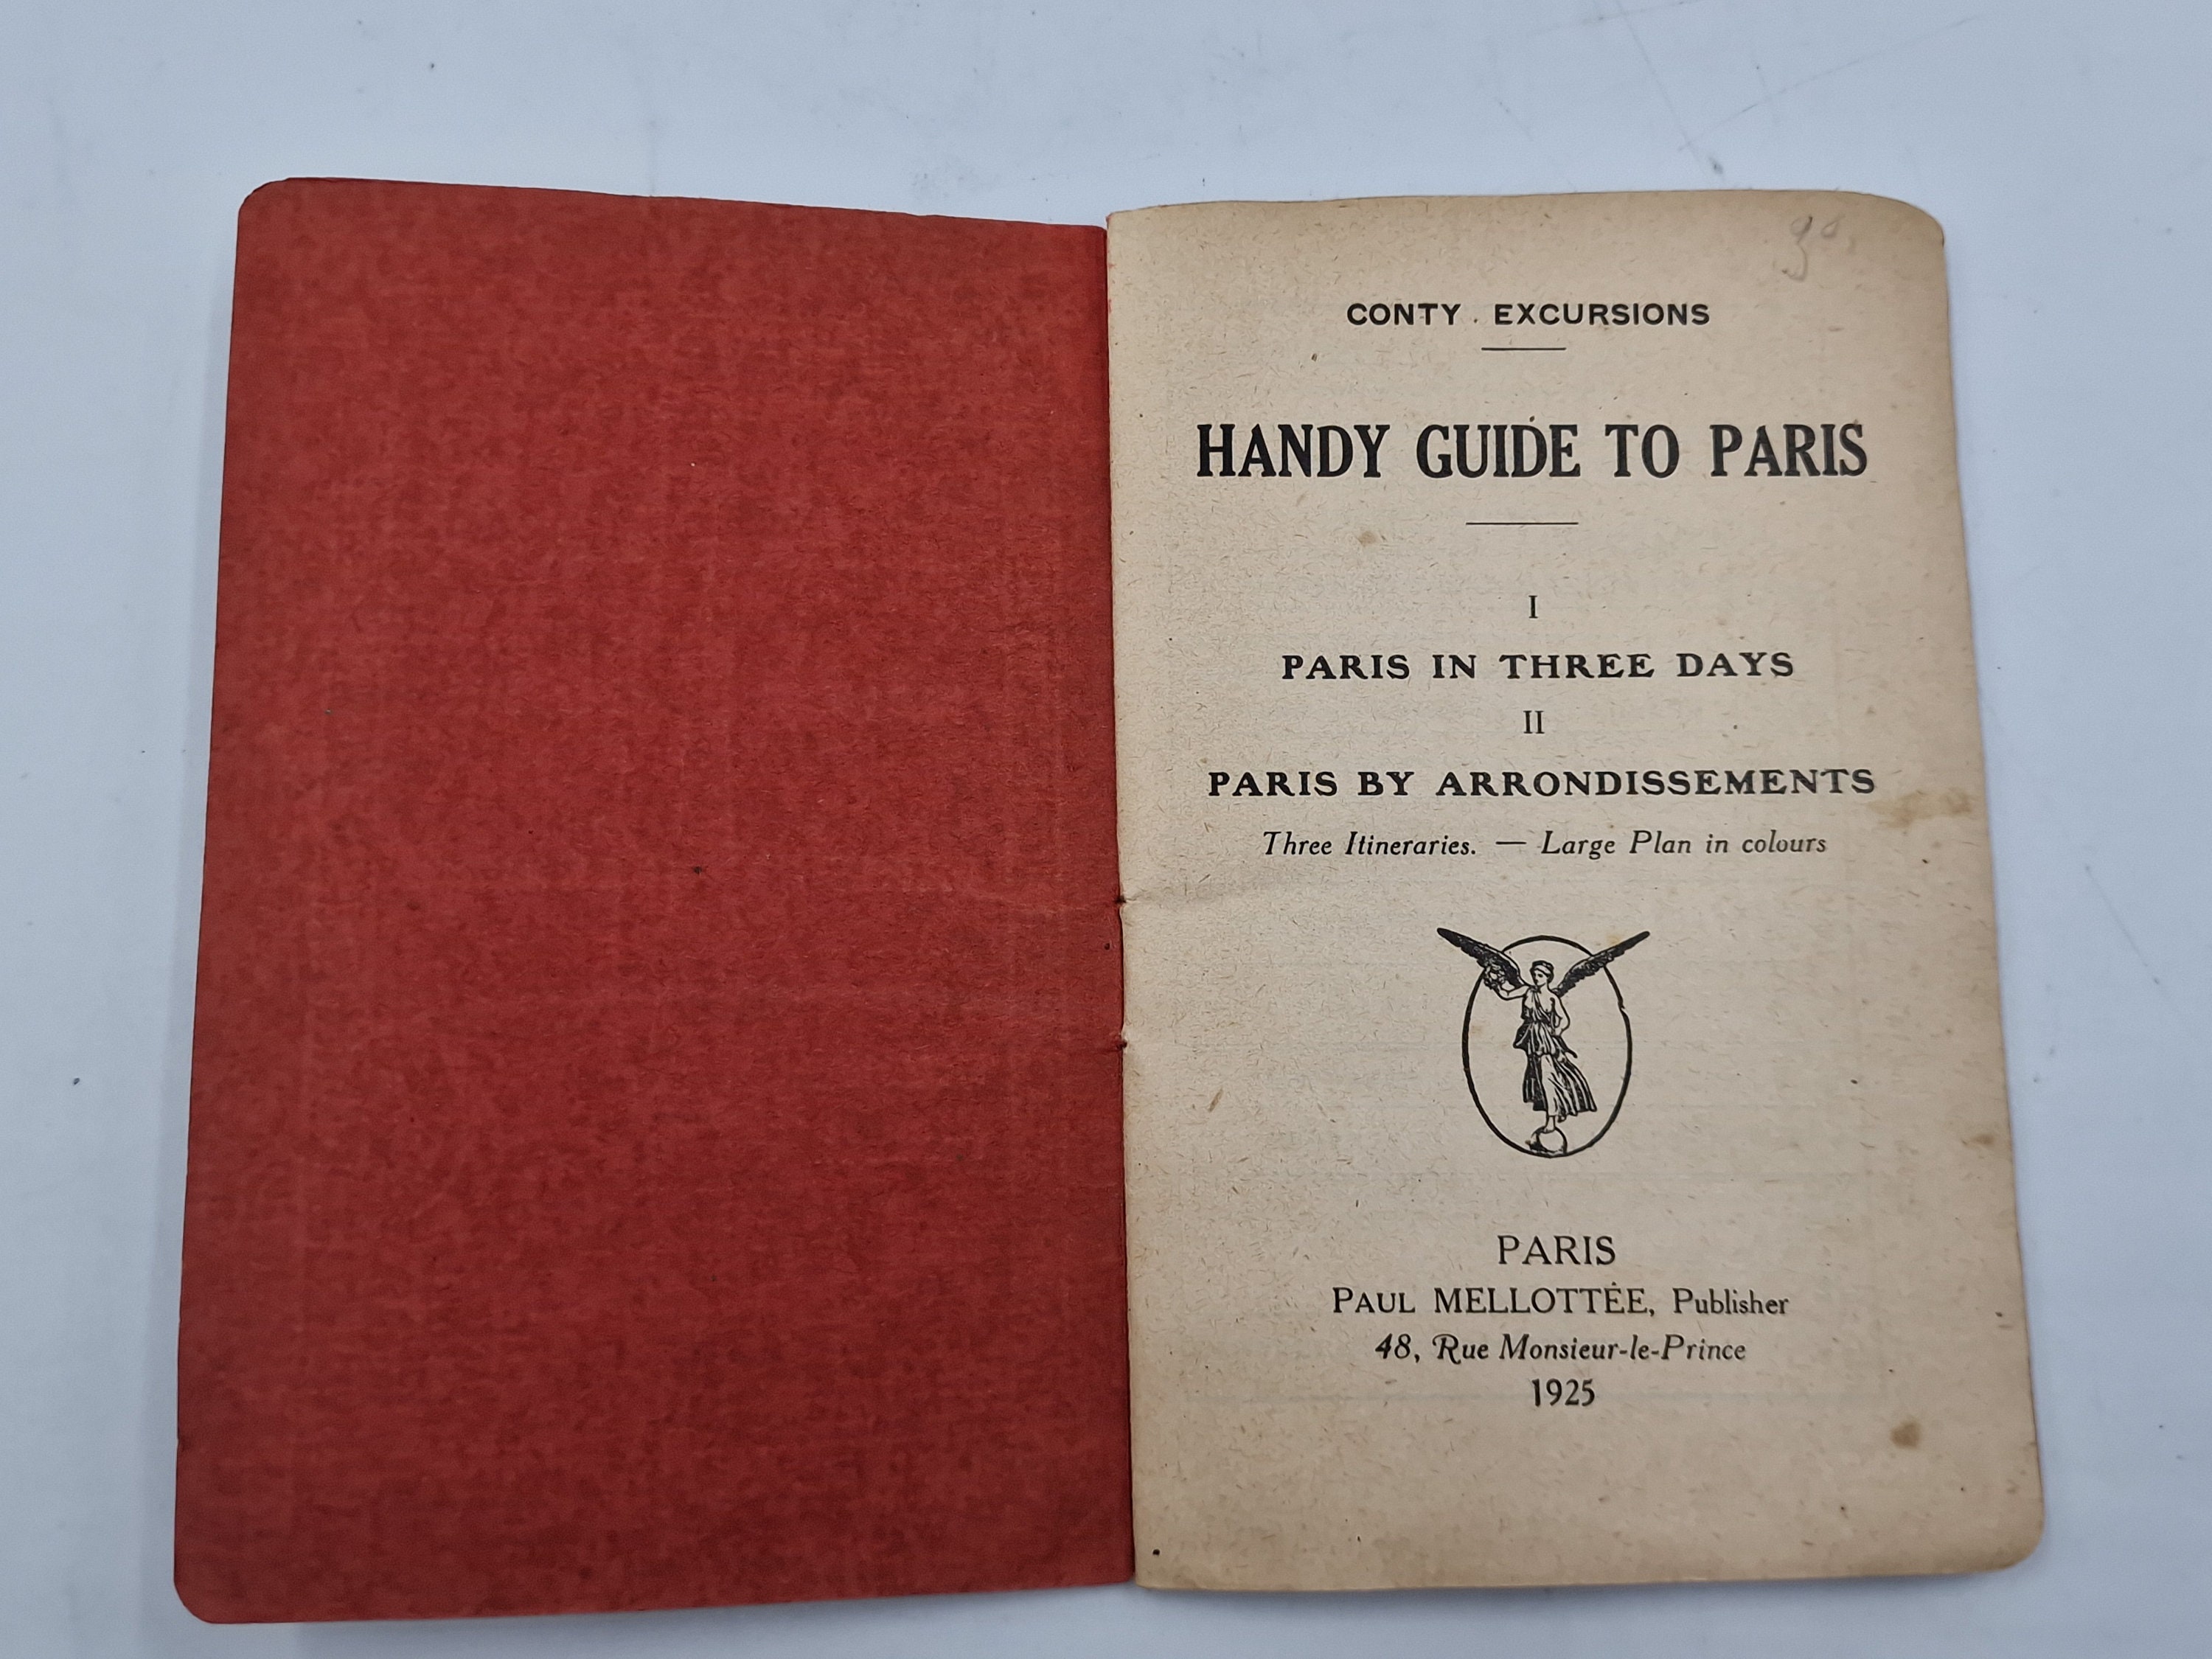 CONTY EXCURSIONS
HANDY GUIDE TO PARIS
I
PARIS IN THREE DAYS
II
PARIS BY ARRONDISSEMENTS
Three Itineraries. — Large Plan in colours
PARIS
PAUL MELLOTTÉE, Publisher
48, Rue Monsieur-le-Prince
1925